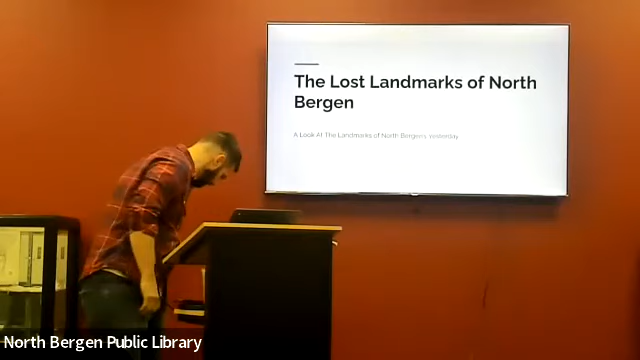 The Lost Landmarks of North
Bergen
A Look At The Landmarks of North Bergen's Yesterday
North Bergen Public Library